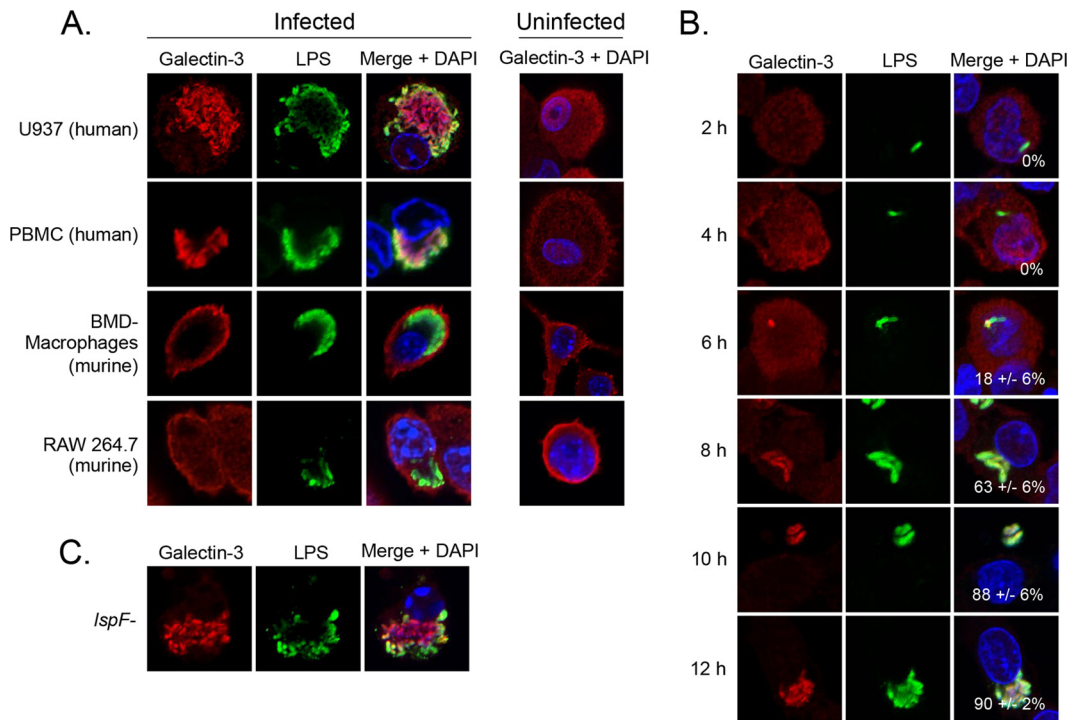 A.
Infected
Uninfected
Galectin-3 LPS Merge + DAPI
Galectin-3 + DAPI
U937 (human)
PBMC (human)
BMD-
Macrophages
(murine)
RAW 264.7
(murine)
B.
Galectin-3 LPS Merge + DAPI
2 h
0%
4 h
0%
6 h
18 +/- 6%
8 h
63 +/- 6%
10 h
88 +/- 6%
12 h
90 +/- 2%
C.
Galectin-3 LPS Merge + DAPI
lspF-